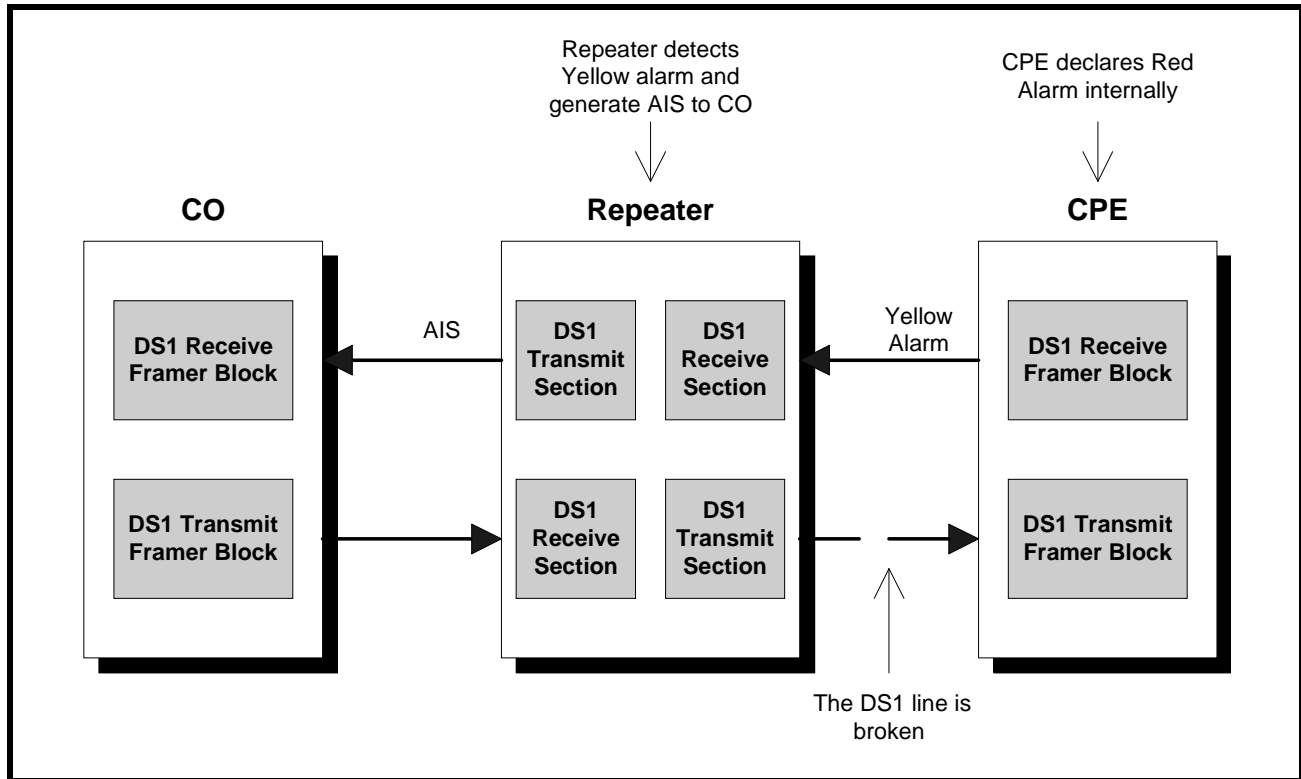 Repeater detects
Yellow alarm and
generate AIS to CO
CPE declares Red
Alarm internally
CO
Repeater
CPE
DS1 Receive
Framer Block
AIS
DS1
Transmit
Section
DS1
Receive
Section
Yellow
Alarm
DS1 Receive
Framer Block
DS1 Transmit
Framer Block
DS1
Receive
Section
DS1
Transmit
Section
DS1 Transmit
Framer Block
The DS1 line is
broken